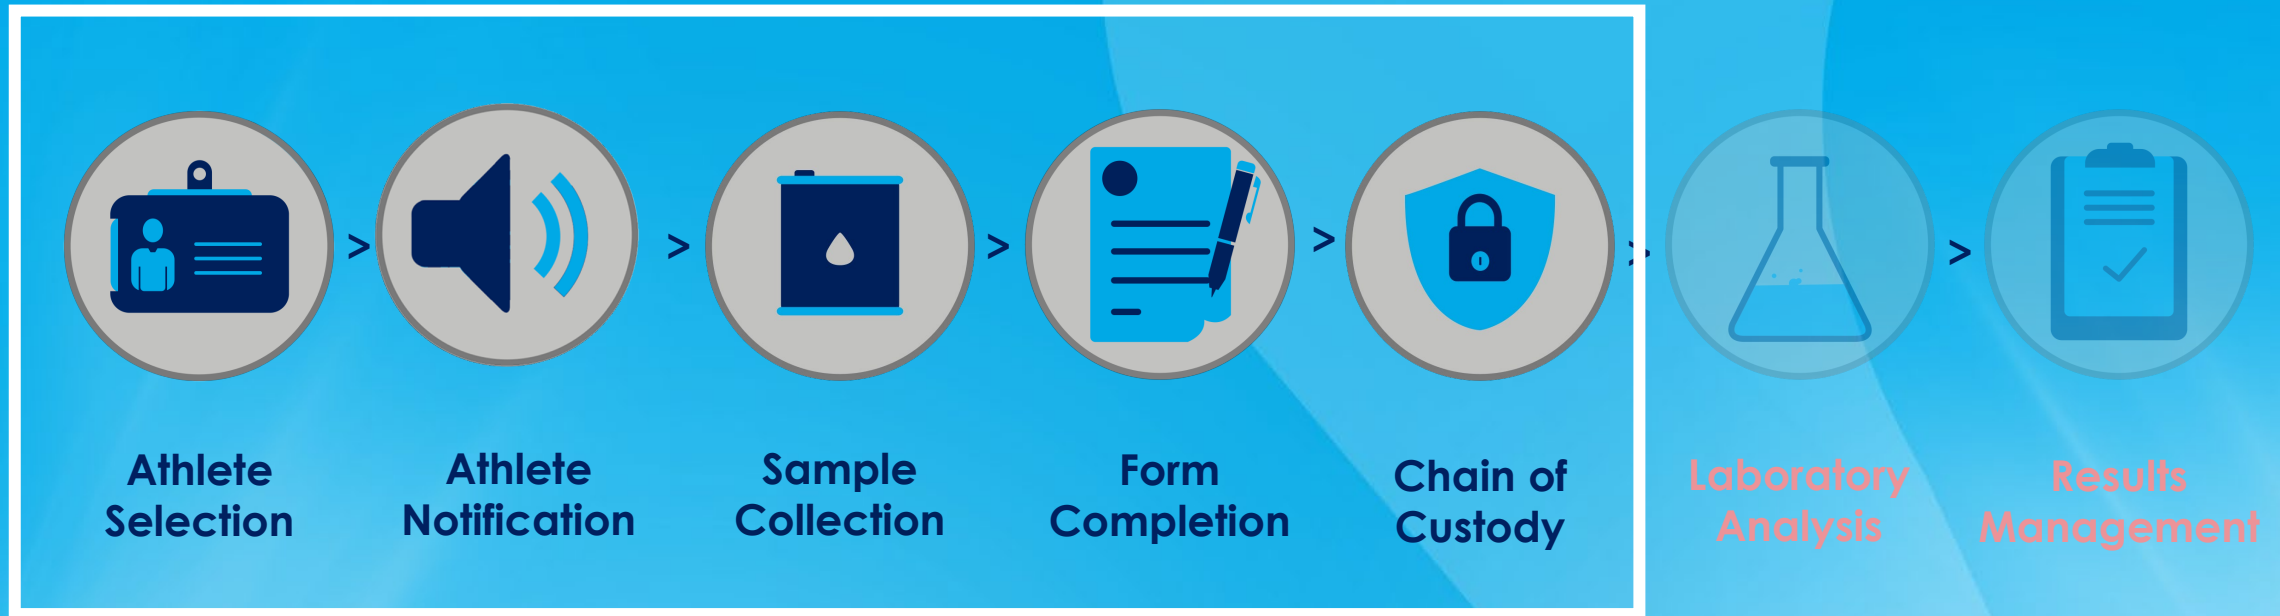 Athlete
Selection
>
Athlete
Notification
>
Sample
Collection
>
Form
Completion
>
Chain of
Custody
>
Laboratory
Analysis
>
Results
Management